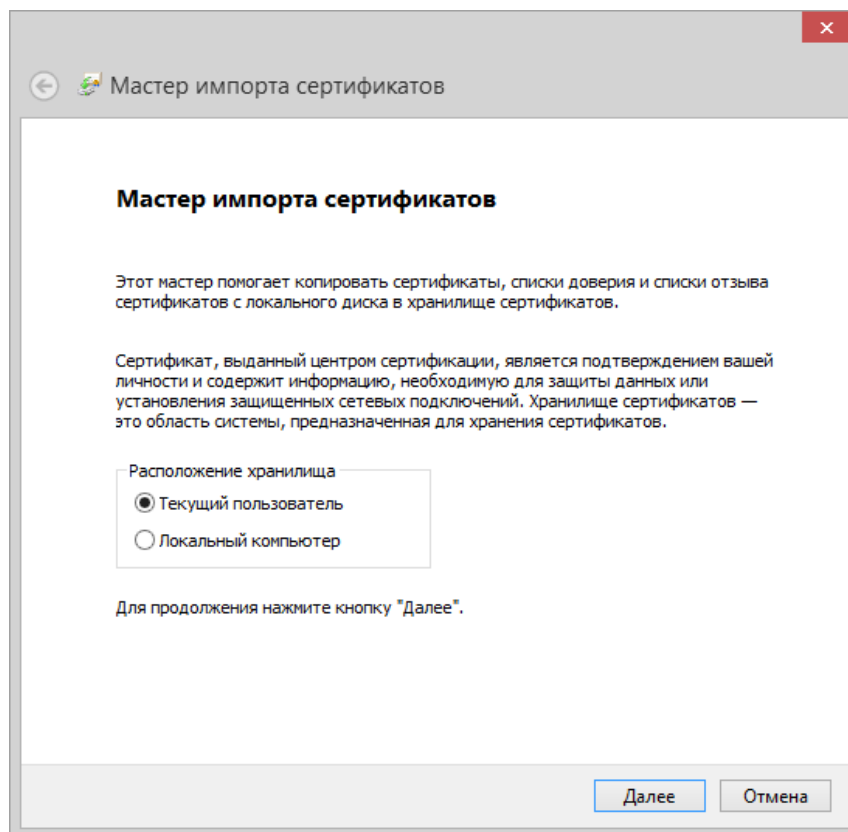 Мастер импорта сертификатов
Мастер импорта сертификатов
Этот мастер помогает копировать сертификаты, списки доверия и списки отзыва
сертификатов с локального диска в хранилище сертификатов.
Сертификат, выданный центром сертификации, является подтверждением вашей
личности и содержит информацию, необходимую для защиты данных или
установления защищенных сетевых подключений. Хранилище сертификатов —
это область системы, предназначенная для хранения сертификатов.
Расположение хранилища
Текущий пользователь
Локальный компьютер
Для продолжения нажмите кнопку "Далее".
Далее Отмена